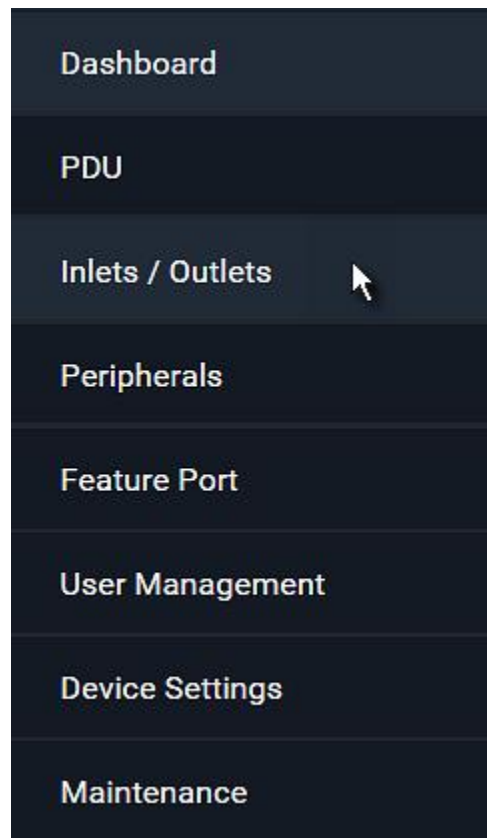 Dashboard
PDU
Inlets / Outlets
Peripherals
Feature Port
User Management
Device Settings
Maintenance